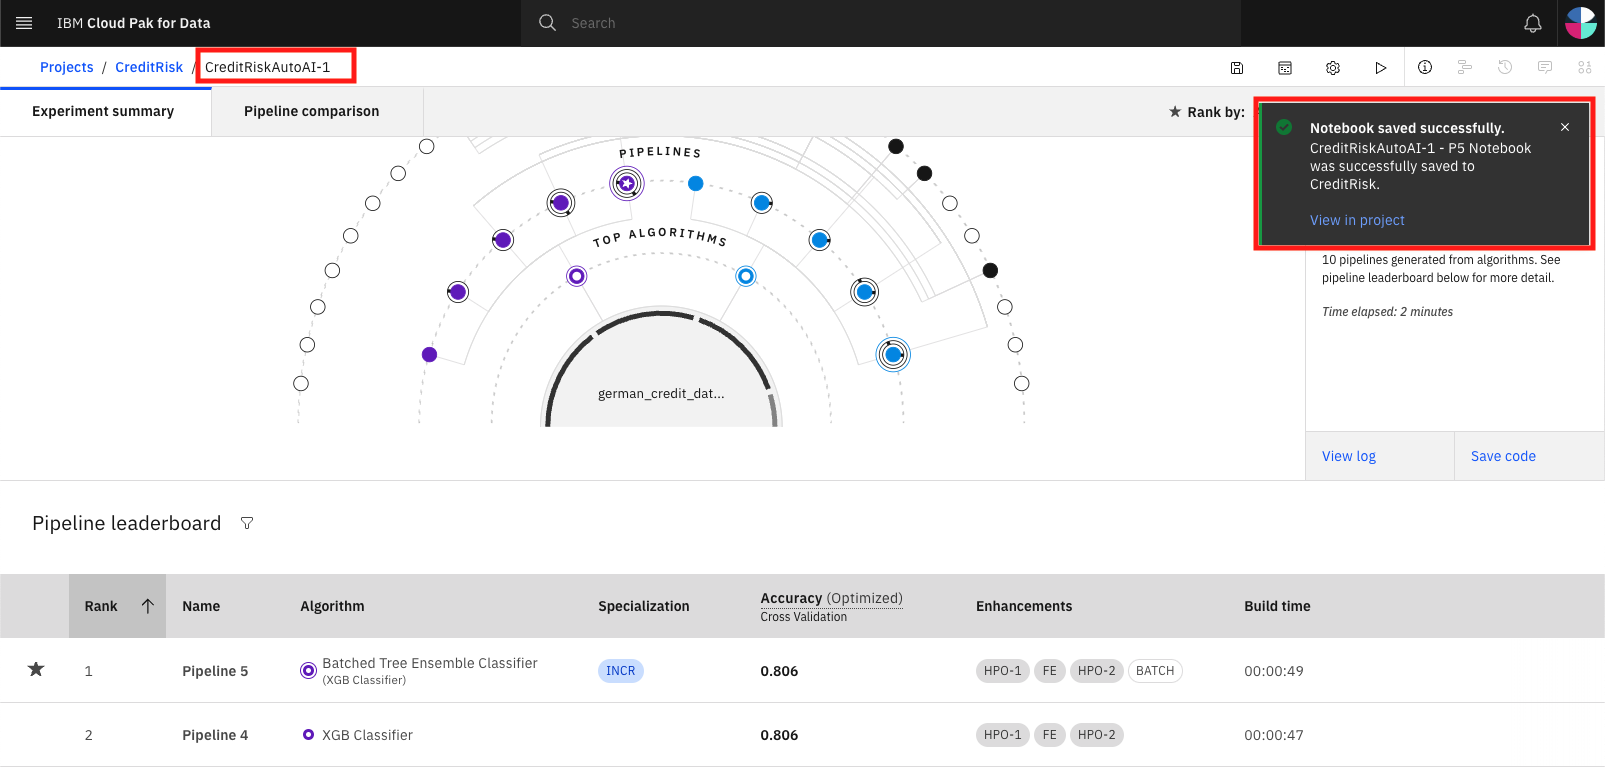 IBM Cloud Pak for Data
Search
Projects / CreditRisk / CreditRiskAutoAI-1
Experiment summary
Pipeline comparison
Rank by:
Notebook saved successfully.
CreditRiskAutoAI-1 - P5 Notebook
was successfully saved to
CreditRisk.
View in project
PIPELINES
TOP ALGORITHMS
german_credit_dat...
10 pipelines generated from algorithms. See
pipeline leaderboard below for more detail.
Time elapsed: 2 minutes
View log
Save code
Pipeline leaderboard
Rank Name Algorithm Specialization Accuracy (Optimized) Enhancements Build time
Cross Validation
1 Pipeline 5 Batched Tree Ensemble Classifier INCR 0.806 HPO-1 FE HPO-2 BATCH 00:00:49
(XGB Classifier)
2 Pipeline 4 XGB Classifier 0.806 HPO-1 FE HPO-2 00:00:47